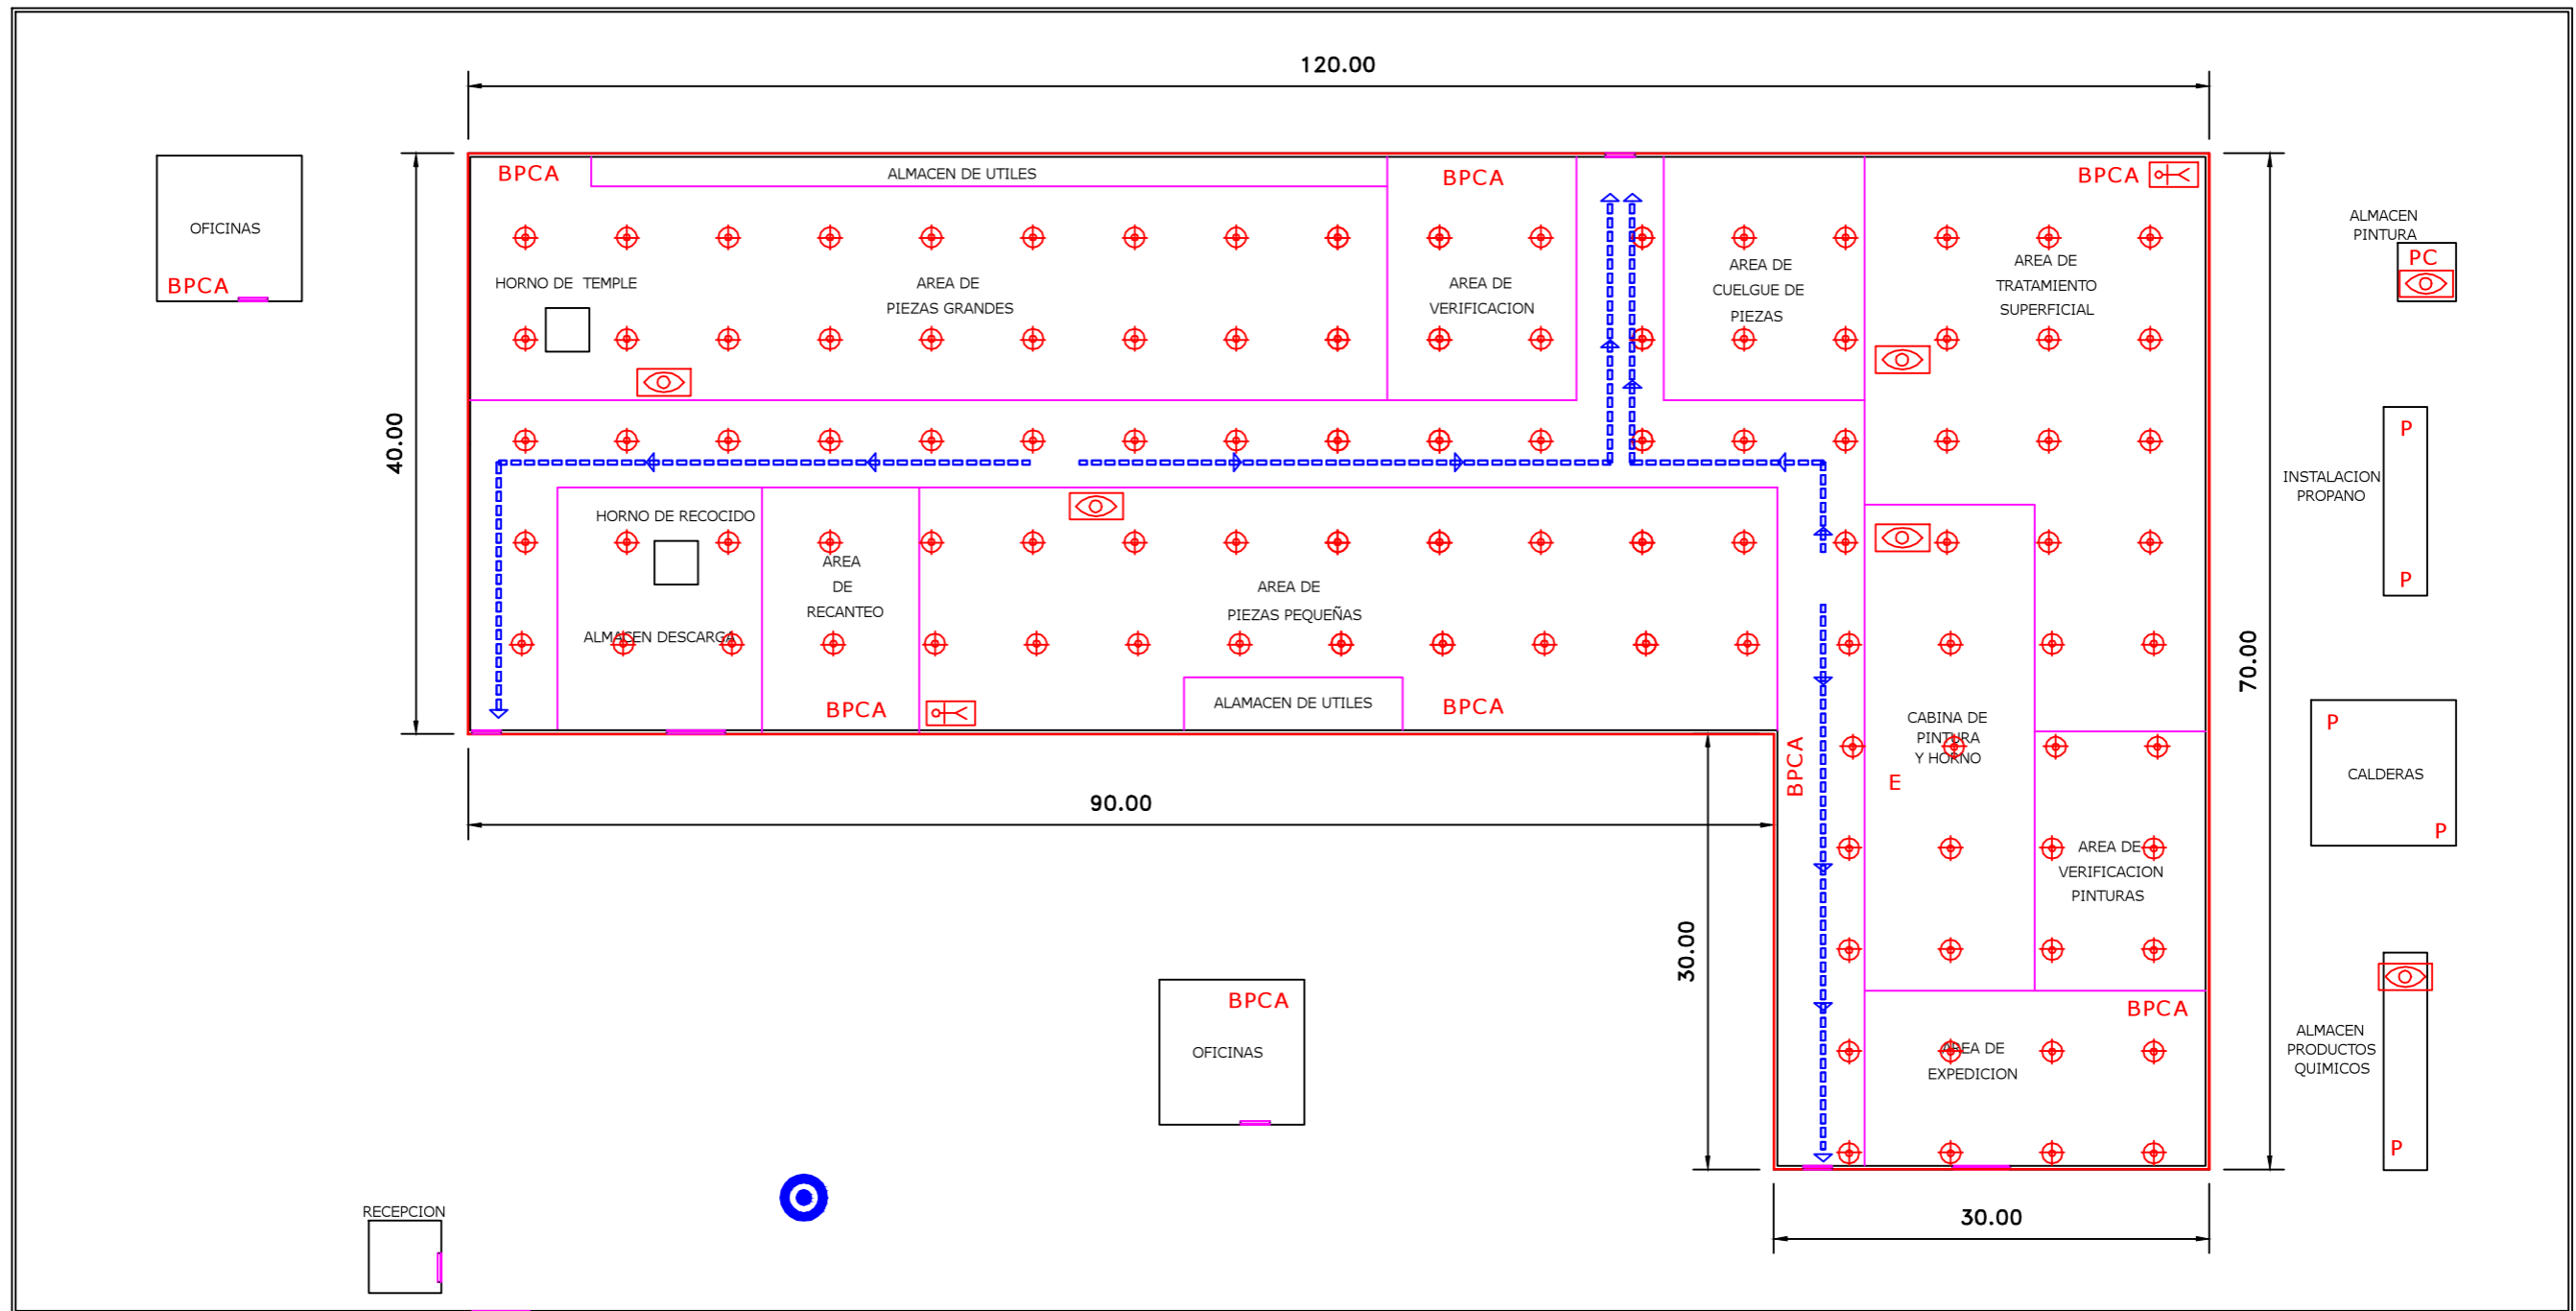 120.00
BPCA
ALMACEN DE UTILES
BPCA
BPCA
OFICINAS
BPCA
HORNO DE  TEMPLE
AREA DE
PIEZAS GRANDES
AREA DE
VERIFICACION
AREA DE
CUELGUE DE
PIEZAS
AREA DE
TRATAMIENTO
SUPERFICIAL
ALMACEN
PINTURA
PC
40.00
P
INSTALACION
PROPANO
P
HORNO DE RECOCIDO
ALMACEN DESCARGA
AREA
DE
RECANTEO
BPCA
AREA DE
PIEZAS PEQUEÑAS
ALAMACEN DE UTILES
BPCA
70.00
BPCA
CABINA DE
PINTURA
Y HORNO
E
P
CALDERAS
P
90.00
AREA DE
VERIFICACION
PINTURAS
30.00
BPCA
OFICINAS
BPCA
AREA DE
EXPEDICION
ALMACEN
PRODUCTOS
QUIMICOS
P
RECEPCION
30.00